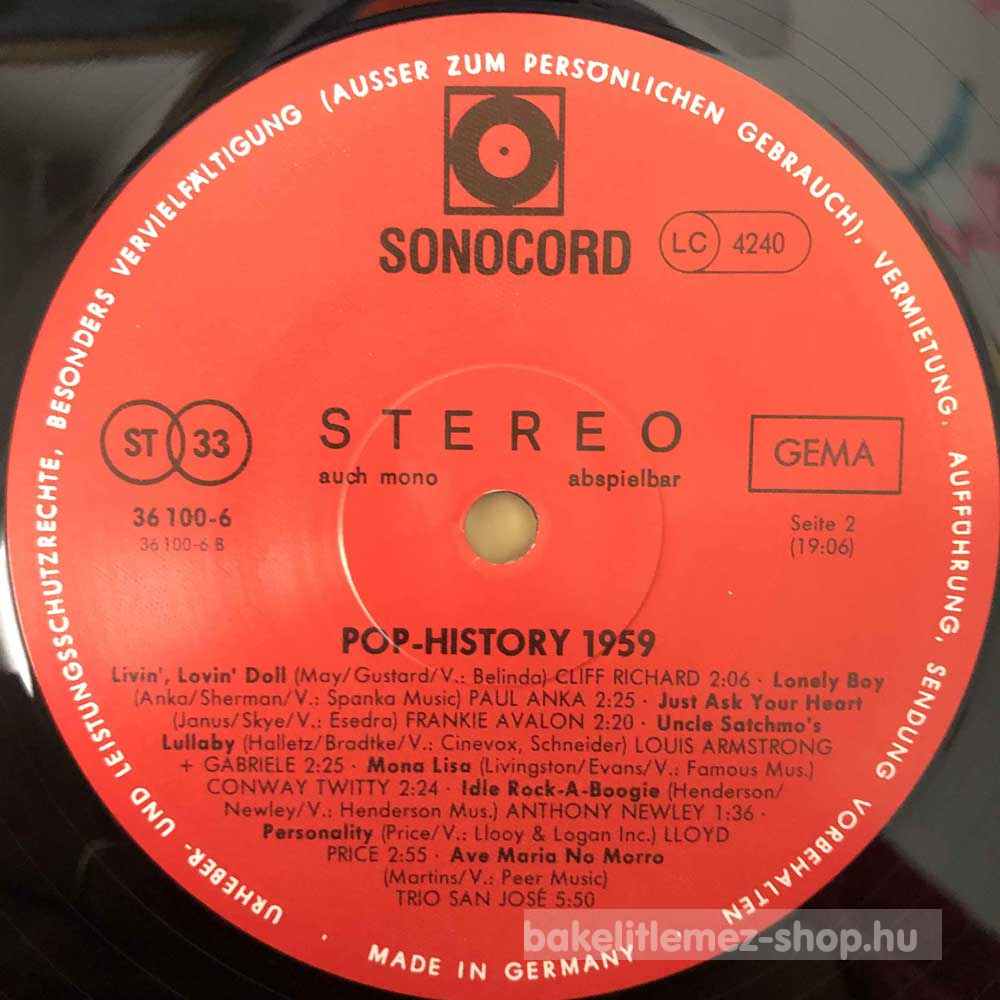 URHEBER- UND LEISTUNGSSCHUTZRECHTE, BESONDERS VERVIELFÄLTIGUNG (AUSSER ZUM PERSÖNLICHEN GEBRAUCH), VERMIETUNG, AUFFÜHRUNG, SENDUNG VORBEHALTEN · MADE IN GERMANY ·
SONOCORD
LC 4240
ST 33
STEREO
auch mono abspielbar
GEMA
36 100-6
36 100-6 B
Seite 2
(19:06)
POP-HISTORY 1959
Livin', Lovin' Doll (May/Gustard/V.: Belinda) CLIFF RICHARD 2:06 · Lonely Boy
(Anka/Sherman/V.: Spanka Music) PAUL ANKA 2:25 · Just Ask Your Heart
(Janus/Skye/V.: Esedra) FRANKIE AVALON 2:20 · Uncle Satchmo's
Lullaby (Halletz/Bradtke/V.: Cinevox, Schneider) LOUIS ARMSTRONG
+ GABRIELE 2:25 · Mona Lisa (Livingston/Evans/V.: Famous Mus.)
CONWAY TWITTY 2:24 · Idle Rock-A-Boogie (Henderson/
Newley/V.: Henderson Mus.) ANTHONY NEWLEY 1:36 ·
Personality (Price/V.: Llooy & Logan Inc.) LLOYD
PRICE 2:55 · Ave Maria No Morro
(Martins/V.: Peer Music)
TRIO SAN JOSÉ 5:50
bakelitlemez-shop.hu